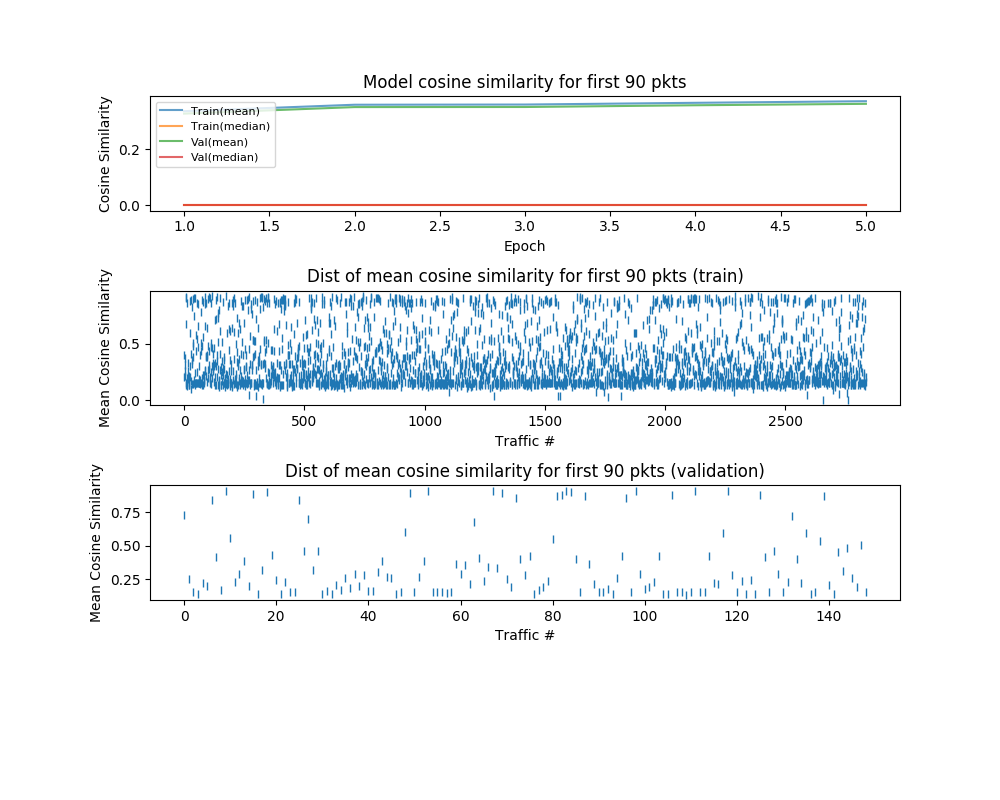 Model cosine similarity for first 90 pkts
Cosine Similarity
0.2
0.0
Train(mean)
Train(median)
Val(mean)
Val(median)
1.0 1.5 2.0 2.5 3.0 3.5 4.0 4.5 5.0
Epoch
Dist of mean cosine similarity for first 90 pkts (train)
Mean Cosine Similarity
0.5
0.0
0 500 1000 1500 2000 2500
Traffic #
Dist of mean cosine similarity for first 90 pkts (validation)
Mean Cosine Similarity
0.75
0.50
0.25
0 20 40 60 80 100 120 140
Traffic #